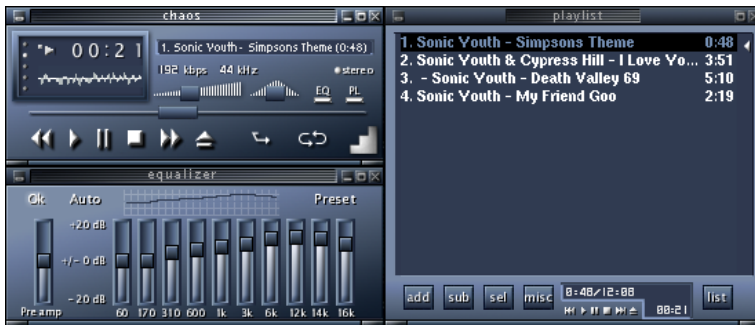 chaos
00:21
1. Sonic Youth - Simpsons Theme (0:48)
192 kbps 44 kHz stereo
EQ PL
equalizer
Ok Auto Preset
+20 dB
+/- 0 dB
-20 dB
Pre amp 60 170 310 600 1k 3k 6k 12k 14k 16k
playlist
1. Sonic Youth - Simpsons Theme 0:48
2. Sonic Youth & Cypress Hill - I Love Yo... 3:51
3. - Sonic Youth - Death Valley 69 5:10
4. Sonic Youth - My Friend Goo 2:19
add sub sel misc 0:48/12:08 list
00:21